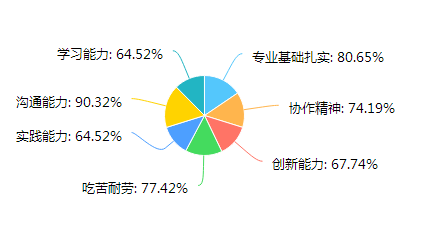 学习能力: 64.52%
专业基础扎实: 80.65%
沟通能力: 90.32%
协作精神: 74.19%
实践能力: 64.52%
创新能力: 67.74%
吃苦耐劳: 77.42%